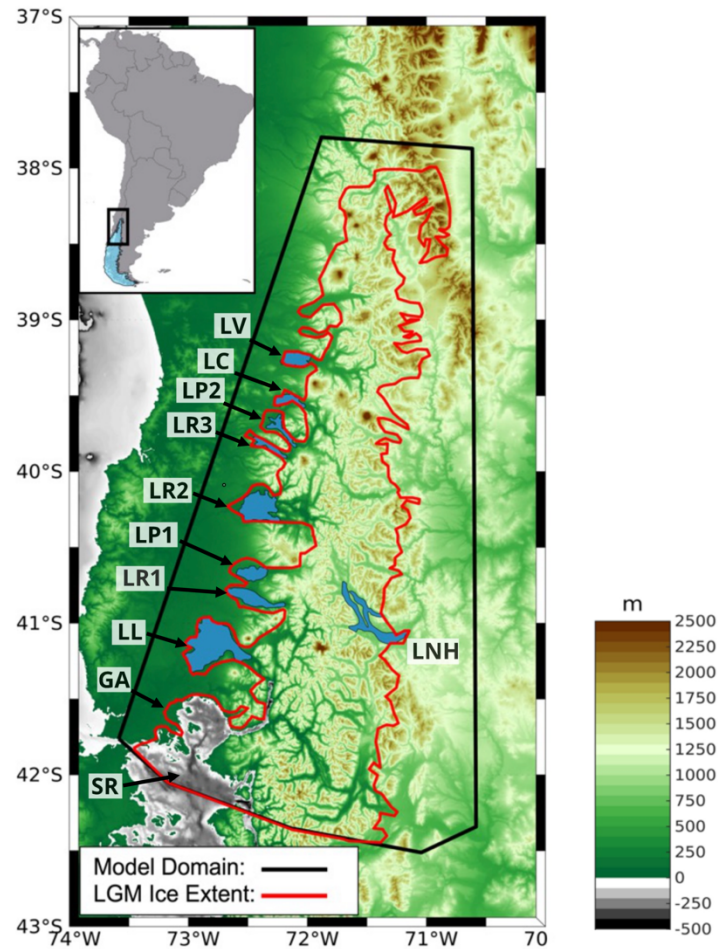 37°S
38°S
39°S
LV
LC
LP2
LR3
40°S
LR2
LP1
LR1
41°S
LL
LNH
GA
42°S
SR
Model Domain:
LGM Ice Extent:
43°S
74°W
73°W
72°W
71°W
70
m
2500
2250
2000
1750
1500
1250
1000
750
500
250
0
-250
-500